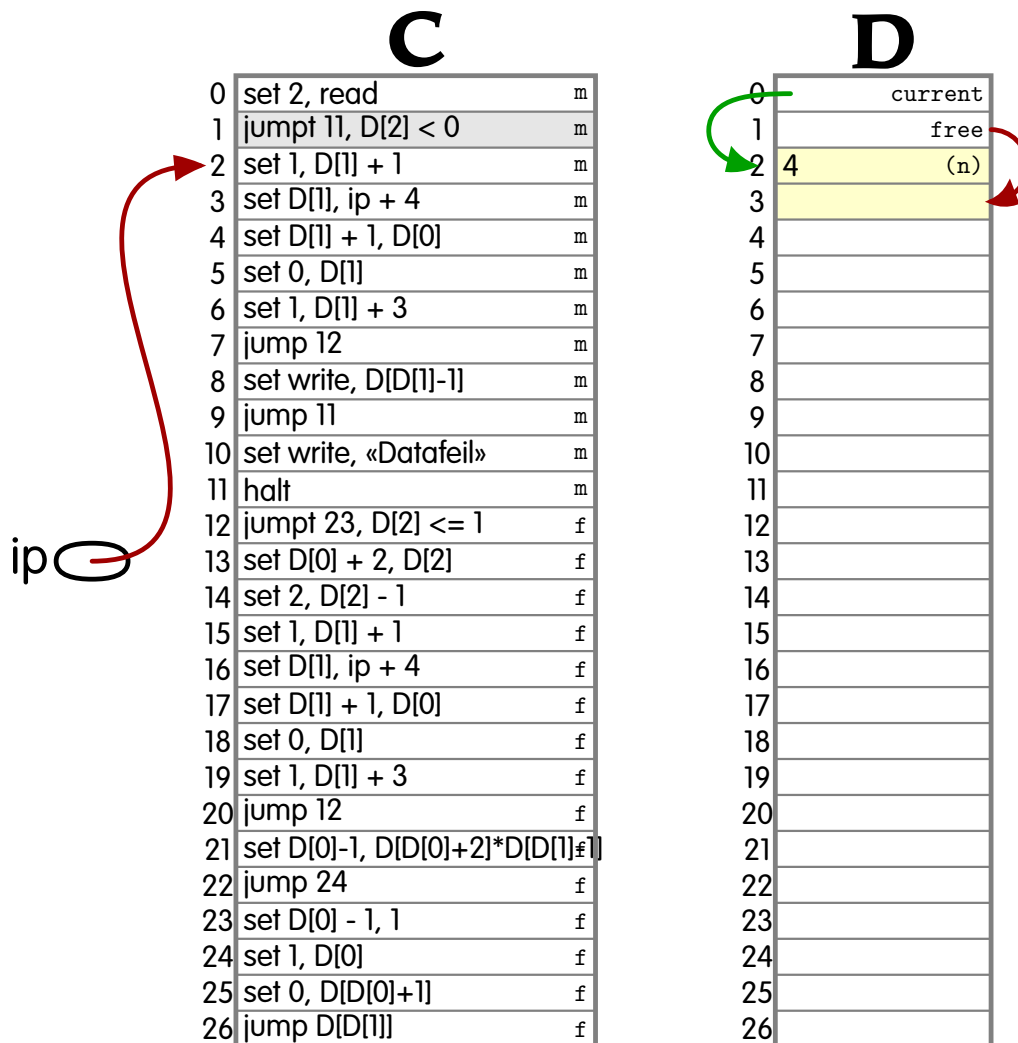 C D
0 set 2, read m 0 current
1 jumpt 11, D[2] < 0 m 1 free
2 set 1, D[1] + 1 m 2 4 (n)
3 set D[1], ip + 4 m 3
4 set D[1] + 1, D[0] m 4
5 set 0, D[1] m 5
6 set 1, D[1] + 3 m 6
7 jump 12 m 7
8 set write, D[D[1]-1] m 8
9 jump 11 m 9
10 set write, «Datafeil» m 10
11 halt m 11
12 jumpt 23, D[2] <= 1 f 12
ip 13 set D[0] + 2, D[2] f 13
14 set 2, D[2] - 1 f 14
15 set 1, D[1] + 1 f 15
16 set D[1], ip + 4 f 16
17 set D[1] + 1, D[0] f 17
18 set 0, D[1] f 18
19 set 1, D[1] + 3 f 19
20 jump 12 f 20
21 set D[0]-1, D[D[0]+2]*D[D[1]-1] f 21
22 jump 24 f 22
23 set D[0] - 1, 1 f 23
24 set 1, D[0] f 24
25 set 0, D[D[0]+1] f 25
26 jump D[D[1]] f 26